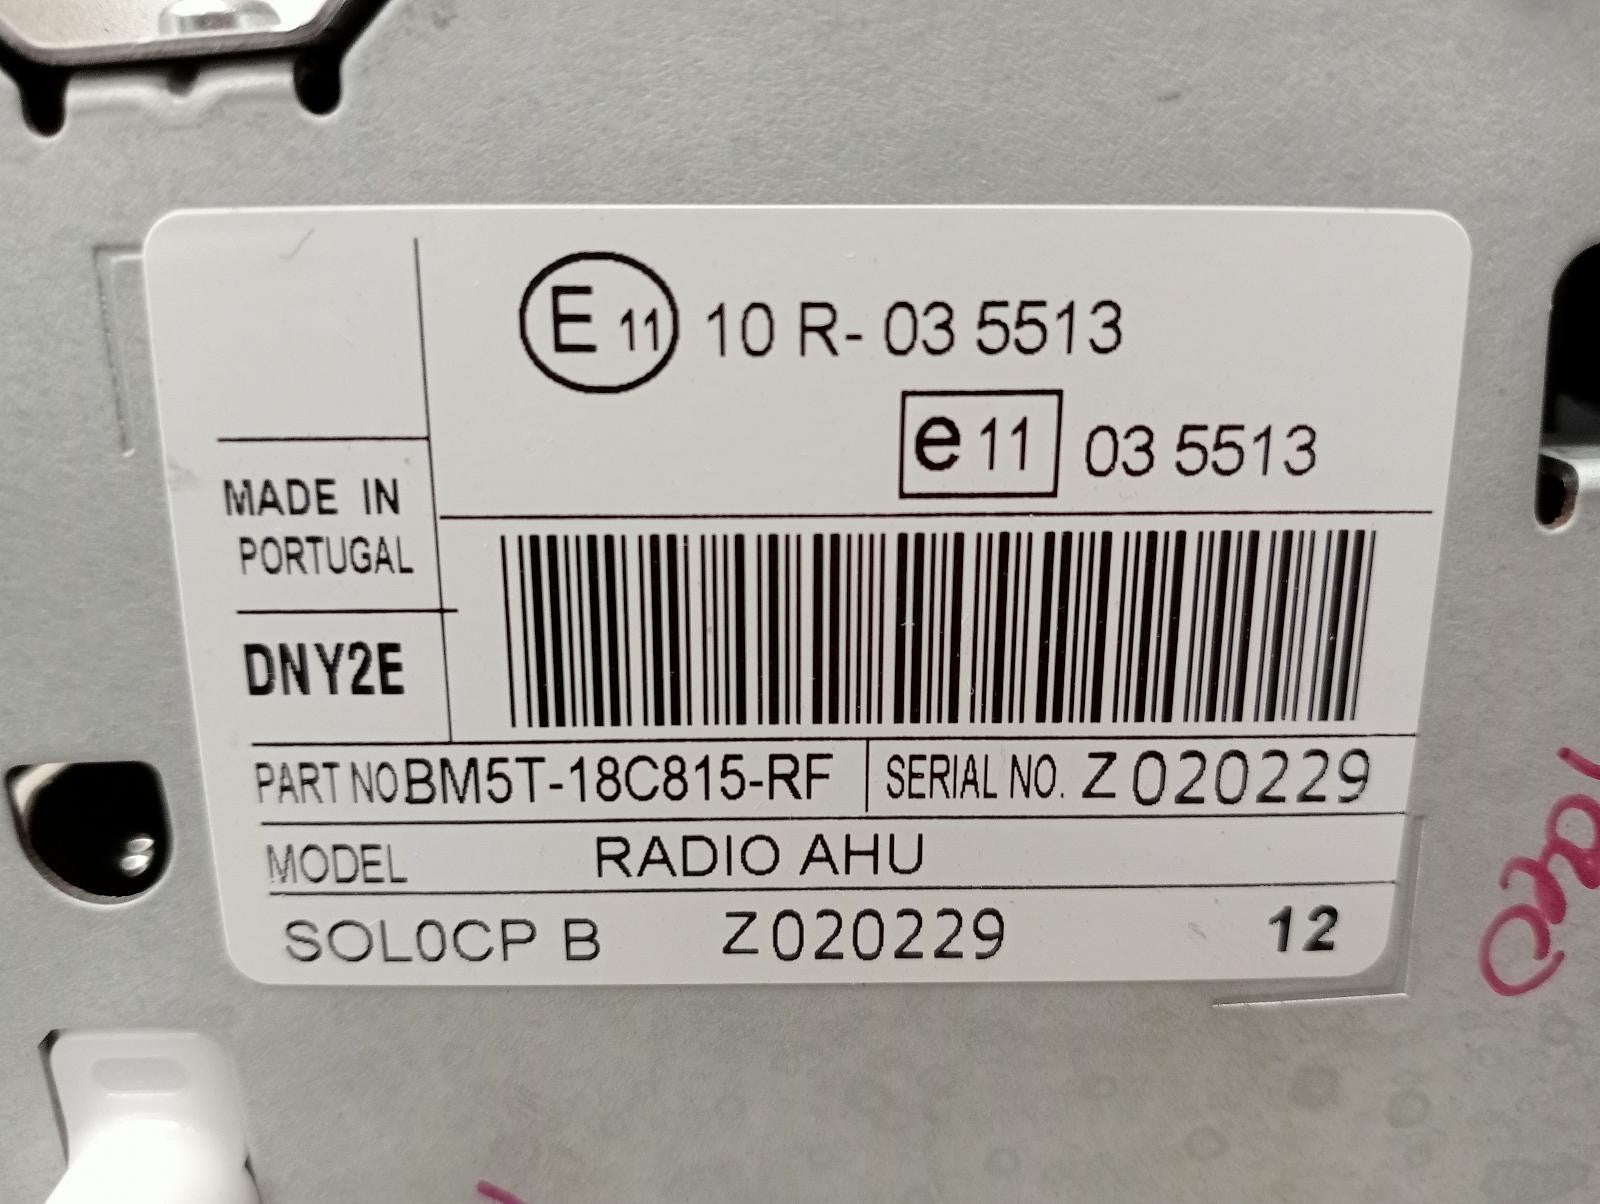 E 11 10 R- 03 5513
e 11 03 5513
MADE IN
PORTUGAL
DNY2E
PART NO BM5T-18C815-RF SERIAL NO. Z020229
MODEL RADIO AHU
SOL0CP B Z020229 12